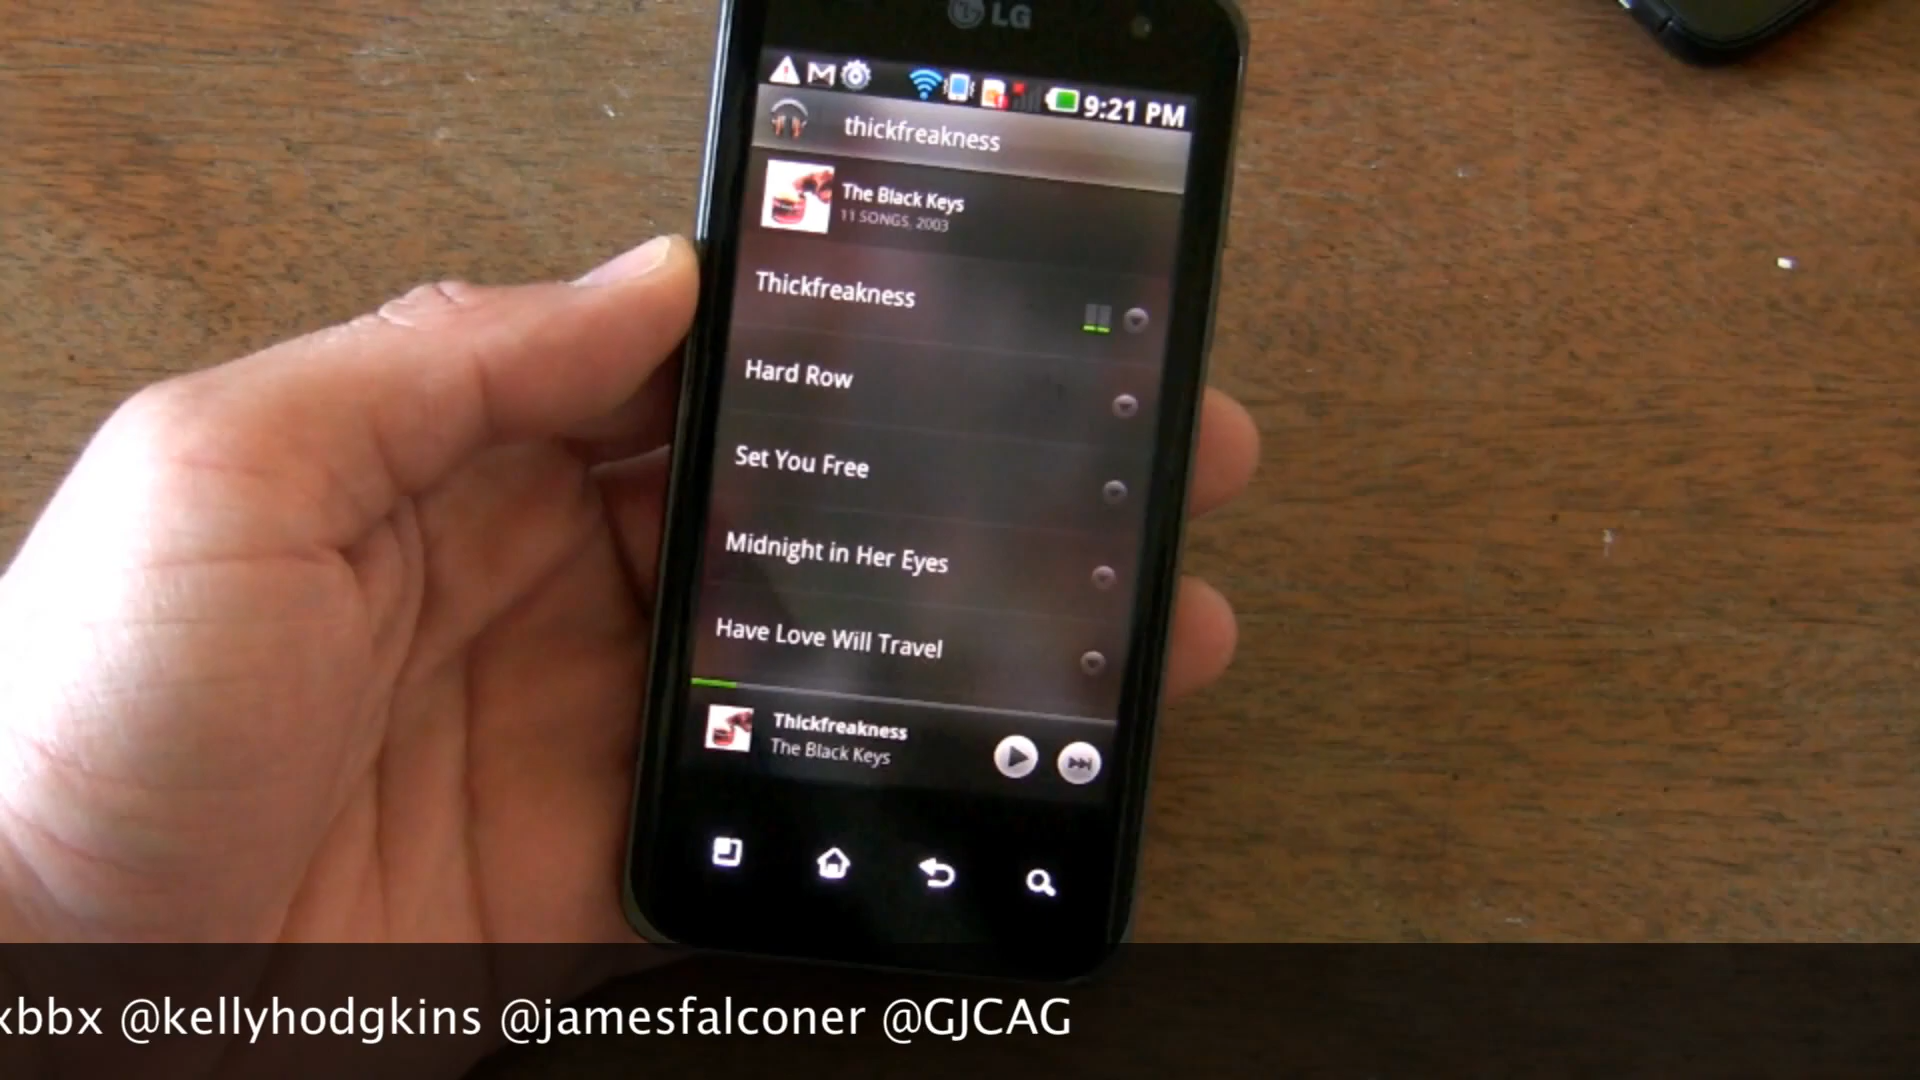 LG
9:21 PM
thickfreakness
The Black Keys
11 SONGS, 2003
Thickfreakness
Hard Row
Set You Free
Midnight in Her Eyes
Have Love Will Travel
Thickfreakness
The Black Keys
xbbx @kellyhodgkins @jamesfalconer @GJCAG